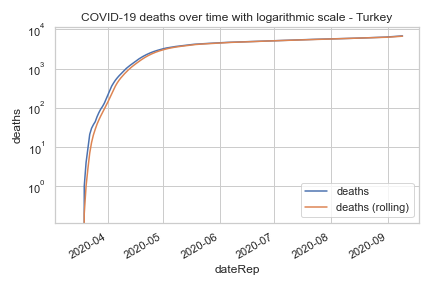 COVID-19 deaths over time with logarithmic scale - Turkey
deaths
10⁴
10³
10²
10¹
10⁰
deaths
deaths (rolling)
2020-04
2020-05
2020-06
2020-07
2020-08
2020-09
dateRep